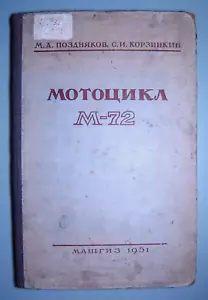 М. А. ПОЗДНЯКОВ, С. И. КОРЗИНКИН
МОТОЦИКЛ
М-72
МАШГИЗ 1951